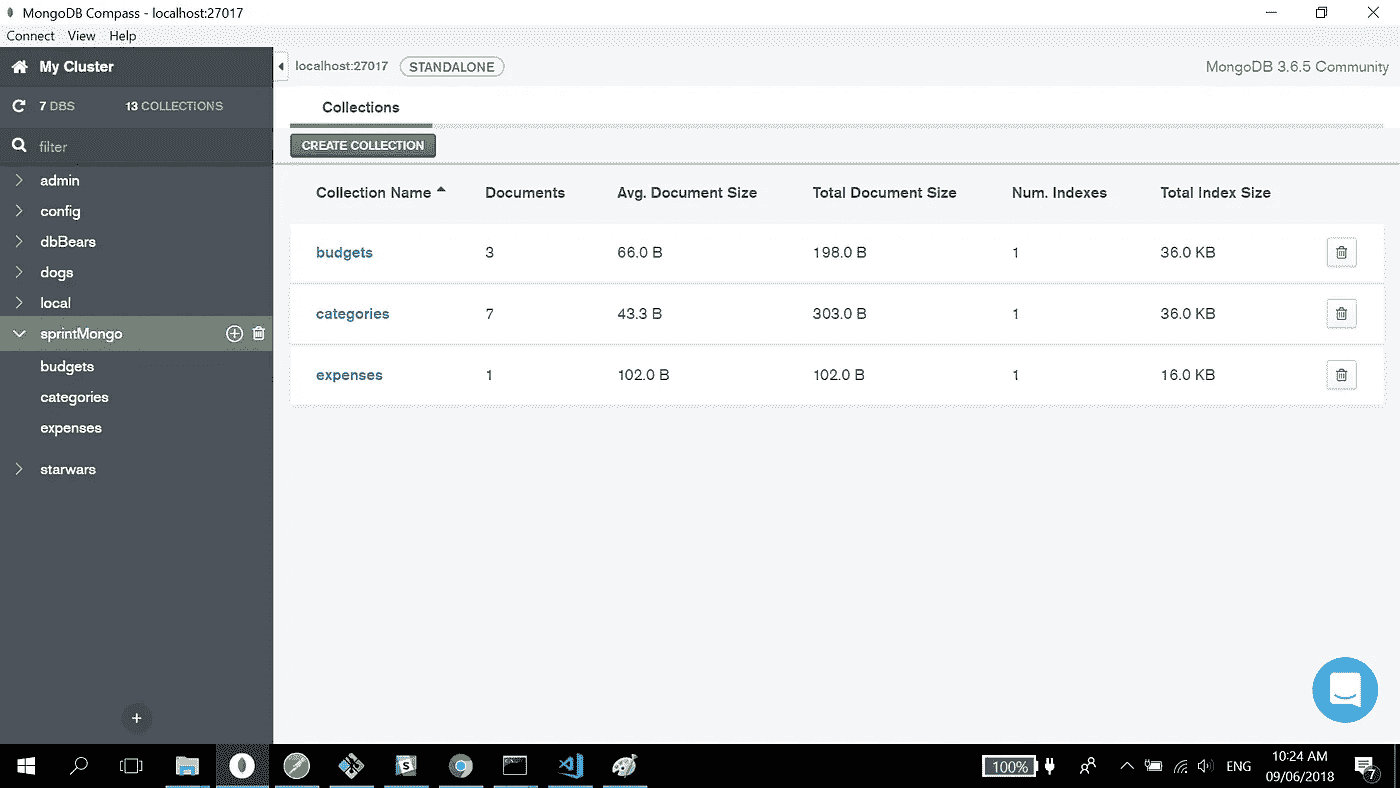 MongoDB Compass - localhost:27017
Connect View Help
My Cluster
localhost:27017 STANDALONE MongoDB 3.6.5 Community
7 DBS 13 COLLECTIONS
filter
admin
config
dbBears
dogs
local
sprintMongo
budgets
categories
expenses
starwars
Collections
CREATE COLLECTION
Collection Name Documents Avg. Document Size Total Document Size Num. Indexes Total Index Size
budgets 3 66.0 B 198.0 B 1 36.0 KB
categories 7 43.3 B 303.0 B 1 36.0 KB
expenses 1 102.0 B 102.0 B 1 16.0 KB
+
S
100% ENG 10:24 AM
09/06/2018
7